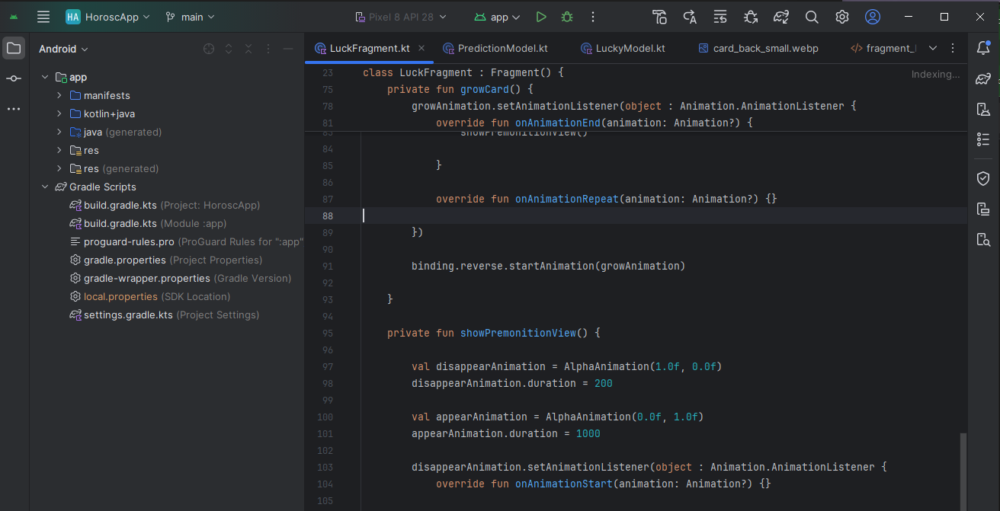 HA HoroscApp main Pixel 8 API 28 app
Android
LuckFragment.kt PredictionModel.kt LuckyModel.kt card_back_small.webp fragment_
app
manifests
kotlin+java
java (generated)
res
res (generated)
Gradle Scripts
build.gradle.kts (Project: HoroscApp)
build.gradle.kts (Module :app)
proguard-rules.pro (ProGuard Rules for ":app"
gradle.properties (Project Properties)
gradle-wrapper.properties (Gradle Version)
local.properties (SDK Location)
settings.gradle.kts (Project Settings)
Indexing...
23 class LuckFragment : Fragment() {
75 private fun growCard() {
78 growAnimation.setAnimationListener(object : Animation.AnimationListener {
81 override fun onAnimationEnd(animation: Animation?) {
83 showPremonitionView()
84
85 }
86
87 override fun onAnimationRepeat(animation: Animation?) {}
88
89 })
90
91 binding.reverse.startAnimation(growAnimation)
92
93 }
94
95 private fun showPremonitionView() {
96
97 val disappearAnimation = AlphaAnimation(1.0f, 0.0f)
98 disappearAnimation.duration = 200
99
100 val appearAnimation = AlphaAnimation(0.0f, 1.0f)
101 appearAnimation.duration = 1000
102
103 disappearAnimation.setAnimationListener(object : Animation.AnimationListener {
104 override fun onAnimationStart(animation: Animation?) {}
105